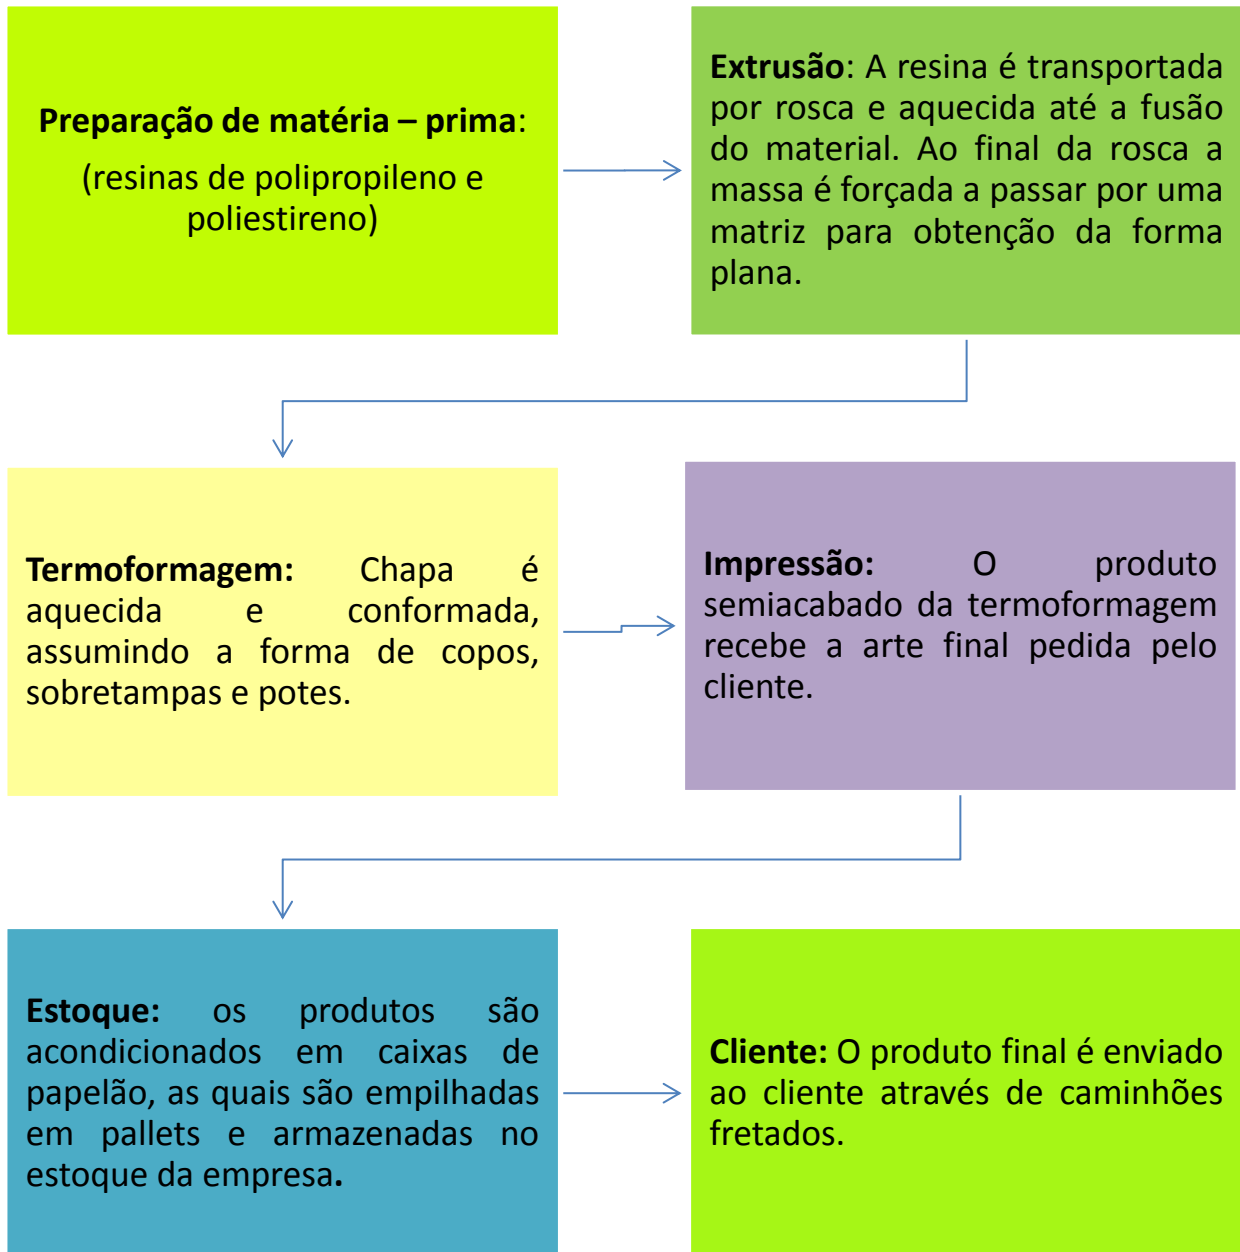 Preparação de matéria – prima:
(resinas de polipropileno e
poliestireno)
Extrusão: A resina é transportada
por rosca e aquecida até a fusão
do material. Ao final da rosca a
massa é forçada a passar por uma
matriz para obtenção da forma
plana.
Termoformagem: Chapa é
aquecida e conformada,
assumindo a forma de copos,
sobretampas e potes.
Impressão: O produto
semiacabado da termoformagem
recebe a arte final pedida pelo
cliente.
Estoque: os produtos são
acondicionados em caixas de
papelão, as quais são empilhadas
em pallets e armazenadas no
estoque da empresa.
Cliente: O produto final é enviado
ao cliente através de caminhões
fretados.